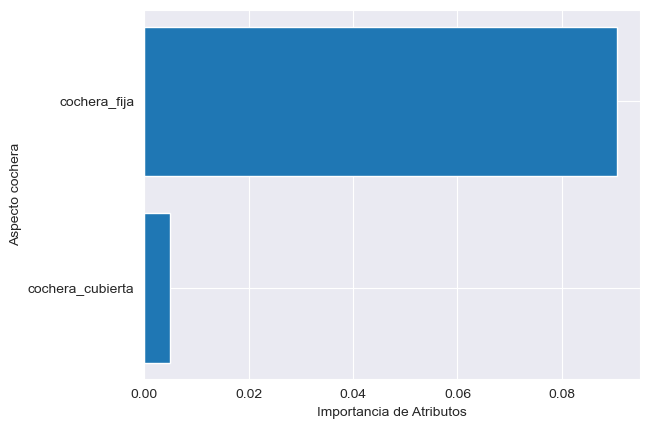 Aspecto cochera
cochera_fija
cochera_cubierta
0.00 0.02 0.04 0.06 0.08
Importancia de Atributos